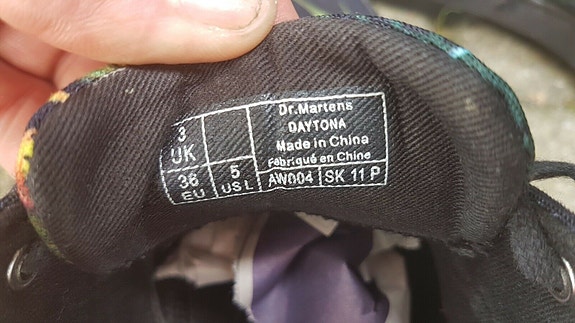 3
UK
36
EU
5
US L
Dr.Martens
DAYTONA
Made in China
Fabriqué en Chine
AW004
SK 11 P